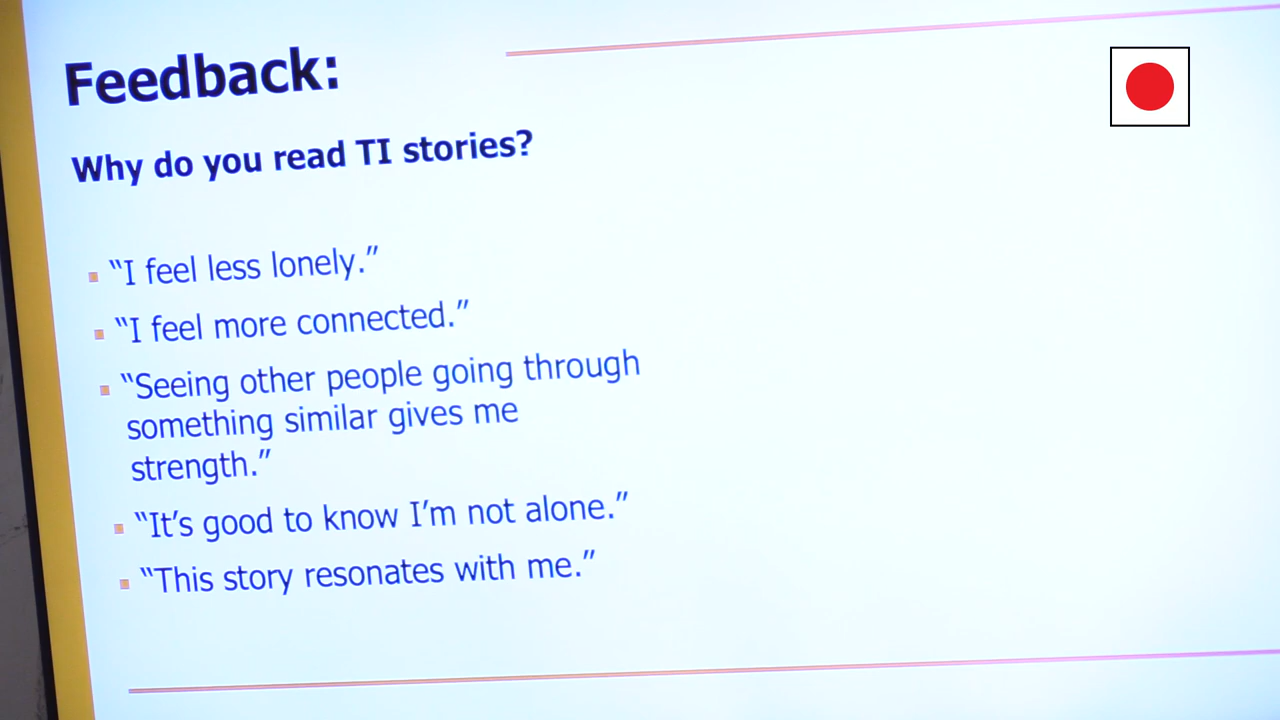 Feedback:
Why do you read TI stories?
“I feel less lonely.”
“I feel more connected.”
“Seeing other people going through
something similar gives me
strength.”
“It’s good to know I’m not alone.”
“This story resonates with me.”